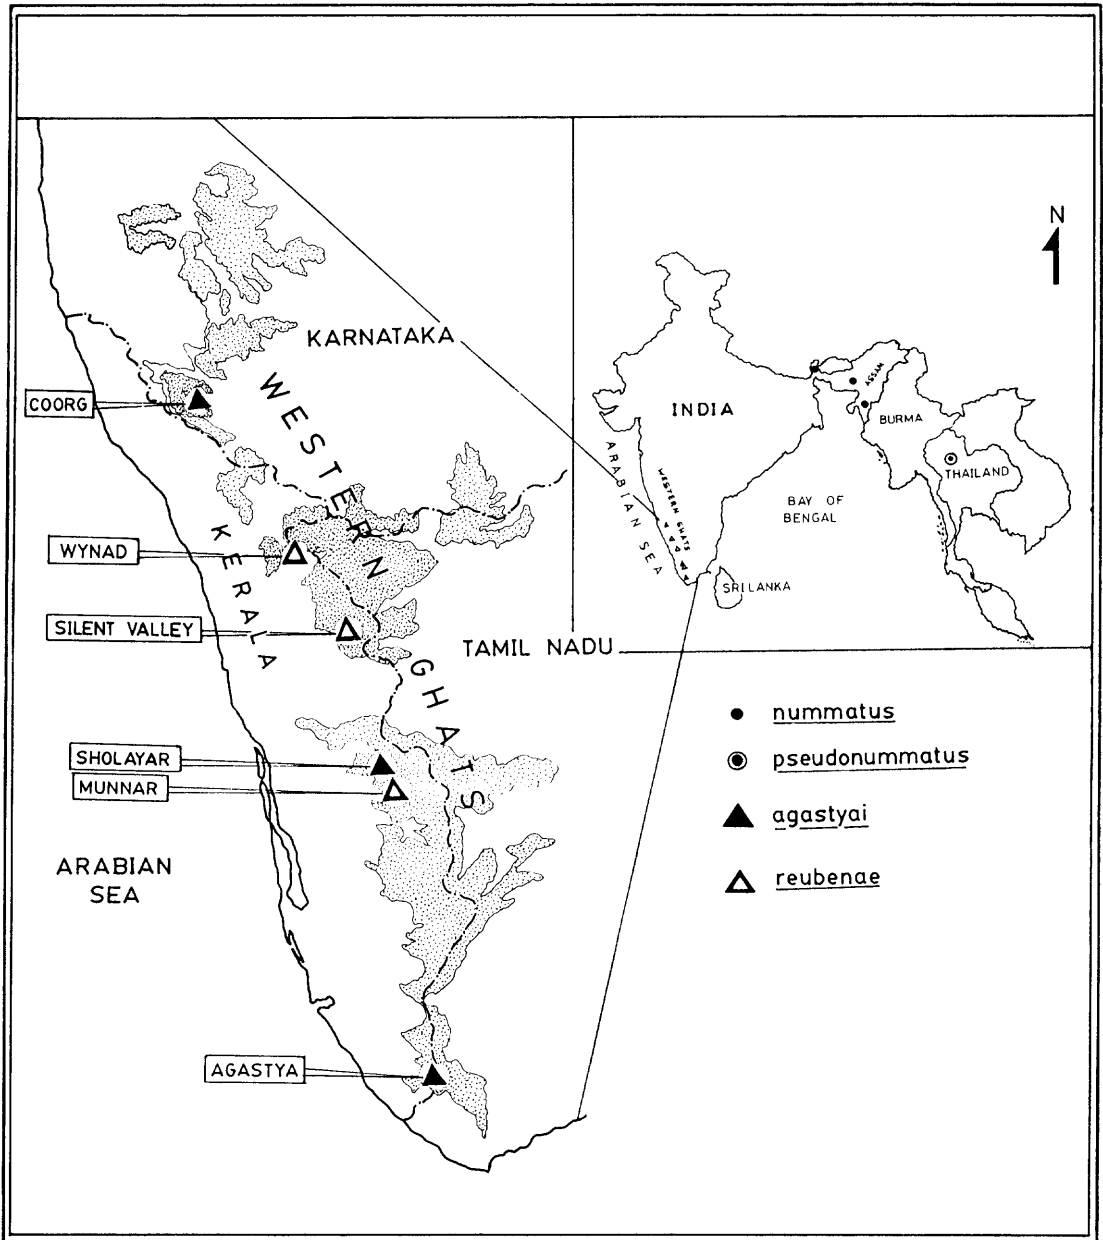 KARNATAKA
COORG
WESTERN GHATS
KERALA
WYNAD
SILENT VALLEY
TAMIL NADU
SHOLAYAR
MUNNAR
ARABIAN
SEA
AGASTYA
N
INDIA
ASSAM
BURMA
THAILAND
ARABIAN SEA
WESTERN GHATS
BAY OF
BENGAL
SRI LANKA
nummatus
pseudonummatus
agastyai
reubenae